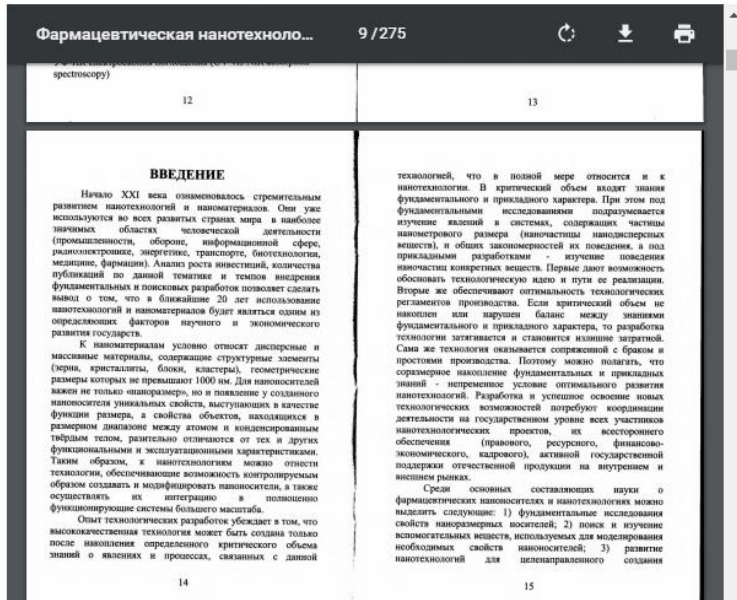 Фармацевтическая нанотехноло... 9 /275
spectroscopy)
12
13
ВВЕДЕНИЕ
Начало XXI века ознаменовалось стремительным
развитием нанотехнологий и наноматериалов. Они уже
используются во всех развитых странах мира в наиболее
значимых областях человеческой деятельности
(промышленности, обороне, информационной сфере,
радиоэлектронике, энергетике, транспорте, биотехнологии,
медицине, фармации). Анализ роста инвестиций, количества
публикаций по данной тематике и темпов внедрения
фундаментальных и поисковых разработок позволяет сделать
вывод о том, что в ближайшие 20 лет использование
нанотехнологий и наноматериалов будет являться одним из
определяющих факторов научного и экономического
развития государств.
К наноматериалам условно относят дисперсные и
массивные материалы, содержащие структурные элементы
(зерна, кристаллиты, блоки, кластеры), геометрические
размеры которых не превышают 1000 нм. Для наноносителей
важен не только «наноразмер», но и появление у созданного
наноносителя уникальных свойств, выступающих в качестве
функции размера, а свойства объектов, находящихся в
размерном диапазоне между атомом и конденсированным
твёрдым телом, разительно отличаются от тех и других
функциональными и эксплуатационными характеристиками.
Таким образом, к нанотехнологиям можно отнести
технологии, обеспечивающие возможность контролируемым
образом создавать и модифицировать наноносители, а также
осуществлять их интеграцию в полноценно
функционирующие системы большего масштаба.
Опыт технологических разработок убеждает в том, что
высококачественная технология может быть создана только
после накопления определенного критического объема
знаний о явлениях и процессах, связанных с данной
14
технологией, что в полной мере относится и к
нанотехнологии. В критический объем входят знания
фундаментального и прикладного характера. При этом под
фундаментальными исследованиями подразумевается
изучение явлений в системах, содержащих частицы
нанометрового размера (наночастицы нанодисперсных
веществ), и общих закономерностей их поведения, а под
прикладными разработками - изучение поведения
наночастиц конкретных веществ. Первые дают возможность
обосновать технологическую идею и пути ее реализации.
Вторые же обеспечивают оптимальность технологических
регламентов производства. Если критический объем не
накоплен или нарушен баланс между знаниями
фундаментального и прикладного характера, то разработка
технологии затягивается и становится излишне затратной.
Сама же технология оказывается сопряженной с браком и
простоями производства. Поэтому можно полагать, что
соразмерное накопление фундаментальных и прикладных
знаний - непременное условие оптимального развития
нанотехнологий. Разработка и успешное освоение новых
технологических возможностей потребуют координации
деятельности на государственном уровне всех участников
нанотехнологических проектов, их всестороннего
обеспечения (правового, ресурсного, финансово-
экономического, кадрового), активной государственной
поддержки отечественной продукции на внутреннем и
внешнем рынках.
Среди основных составляющих науки о
фармацевтических наноносителях и нанотехнологиях можно
выделить следующие: 1) фундаментальные исследования
свойств наноразмерных носителей; 2) поиск и изучение
вспомогательных веществ, используемых для моделирования
необходимых свойств наноносителей; 3) развитие
нанотехнологий для целенаправленного создания
15